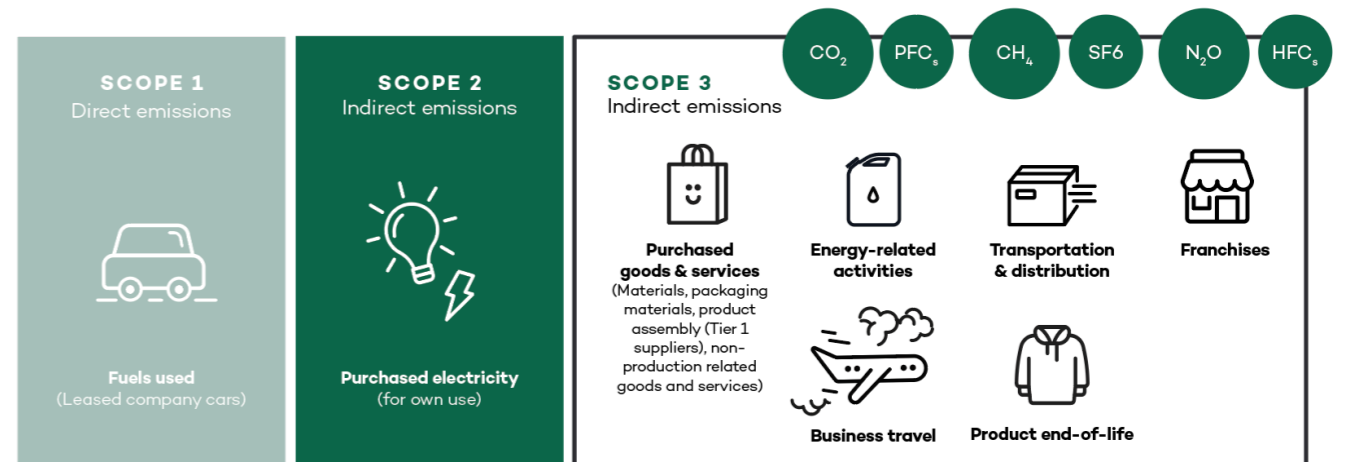 SCOPE 1
Direct emissions
Fuels used
(Leased company cars)
SCOPE 2
Indirect emissions
Purchased electricity
(for own use)
CO₂
PFCₛ
CH₄
SF6
N₂O
HFCₛ
SCOPE 3
Indirect emissions
Purchased
goods & services
(Materials, packaging
materials, product
assembly (Tier 1
suppliers), non-
production related
goods and services)
Energy-related
activities
Transportation
& distribution
Franchises
Business travel
Product end-of-life